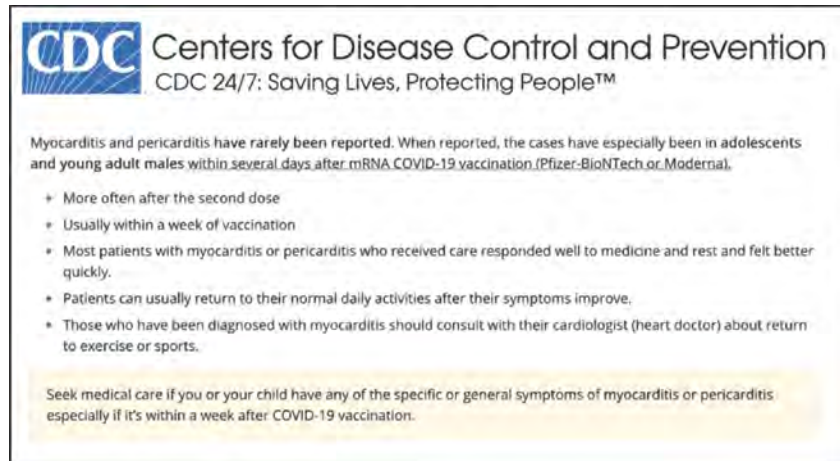 CDC Centers for Disease Control and Prevention
CDC 24/7: Saving Lives, Protecting People™
Myocarditis and pericarditis have rarely been reported. When reported, the cases have especially been in adolescents
and young adult males within several days after mRNA COVID-19 vaccination (Pfizer-BioNTech or Moderna).
• More often after the second dose
• Usually within a week of vaccination
• Most patients with myocarditis or pericarditis who received care responded well to medicine and rest and felt better
quickly.
• Patients can usually return to their normal daily activities after their symptoms improve.
• Those who have been diagnosed with myocarditis should consult with their cardiologist (heart doctor) about return
to exercise or sports.
Seek medical care if you or your child have any of the specific or general symptoms of myocarditis or pericarditis
especially if it's within a week after COVID-19 vaccination.